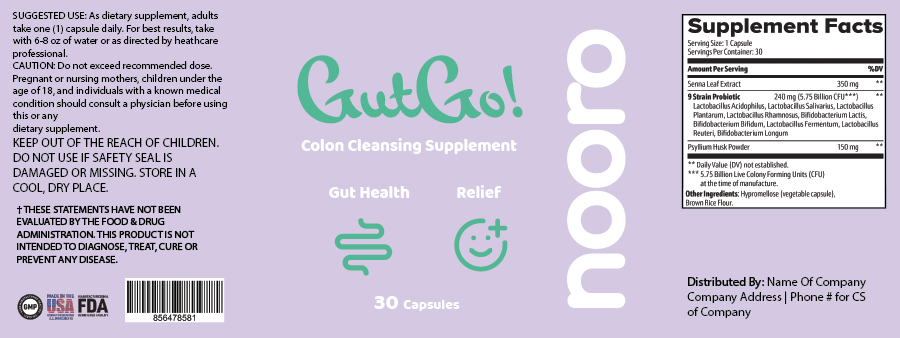 SUGGESTED USE: As dietary supplement, adults
take one (1) capsule daily. For best results, take
with 6-8 oz of water or as directed by heathcare
professional.
CAUTION: Do not exceed recommended dose.
Pregnant or nursing mothers, children under the
age of 18, and individuals with a known medical
condition should consult a physician before using
this or any
dietary supplement.
KEEP OUT OF THE REACH OF CHILDREN.
DO NOT USE IF SAFETY SEAL IS
DAMAGED OR MISSING. STORE IN A
COOL, DRY PLACE.
†THESE STATEMENTS HAVE NOT BEEN
EVALUATED BY THE FOOD & DRUG
ADMINISTRATION. THIS PRODUCT IS NOT
INTENDED TO DIAGNOSE, TREAT, CURE OR
PREVENT ANY DISEASE.
GMP
MADE IN THE
USA
MANUFACTURED IN A
FDA
856478581
GutGo!
Colon Cleansing Supplement
Gut Health Relief
30 Capsules
nooro
Supplement Facts
Serving Size: 1 Capsule
Servings Per Container: 30
Amount Per Serving %DV
Senna Leaf Extract 350 mg **
9 Strain Probiotic 240 mg (5.75 Billion CFU***) **
Lactobacillus Acidophilus, Lactobacillus Salivarius, Lactobacillus
Plantarum, Lactobacillus Rhamnosus, Bifidobacterium Lactis,
Bifidobacterium Bifidum, Lactobacillus Fermentum, Lactobacillus
Reuteri, Bifidobacterium Longum
Psyllium Husk Powder 150 mg **
** Daily Value (DV) not established.
*** 5.75 Billion Live Colony Forming Units (CFU)
at the time of manufacture.
Other Ingredients: Hypromellose (vegetable capsule),
Brown Rice Flour.
Distributed By: Name Of Company
Company Address | Phone # for CS
of Company